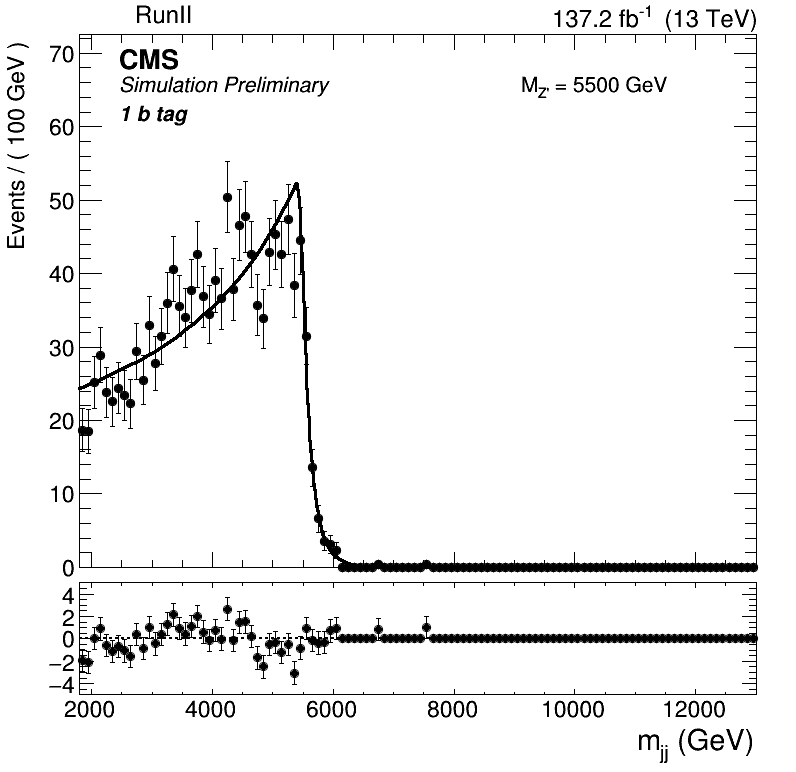 RunII
137.2 fb⁻¹ (13 TeV)
CMS
Simulation Preliminary
1 b tag
M_Z' = 5500 GeV
Events / ( 100 GeV )
70
60
50
40
30
20
10
0
4
2
0
−2
−4
2000 4000 6000 8000 10000 12000
m_jj (GeV)